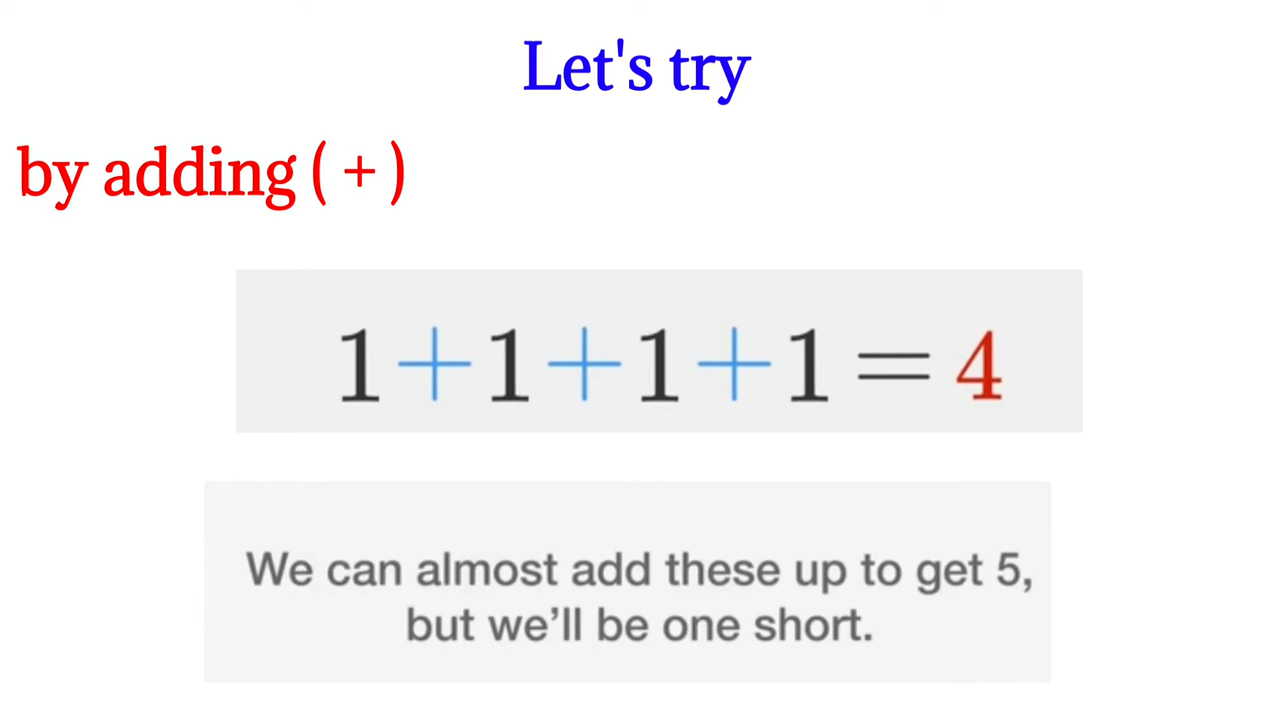 Let's try
by adding ( + )
1 + 1 + 1 + 1 = 4
We can almost add these up to get 5,
but we’ll be one short.